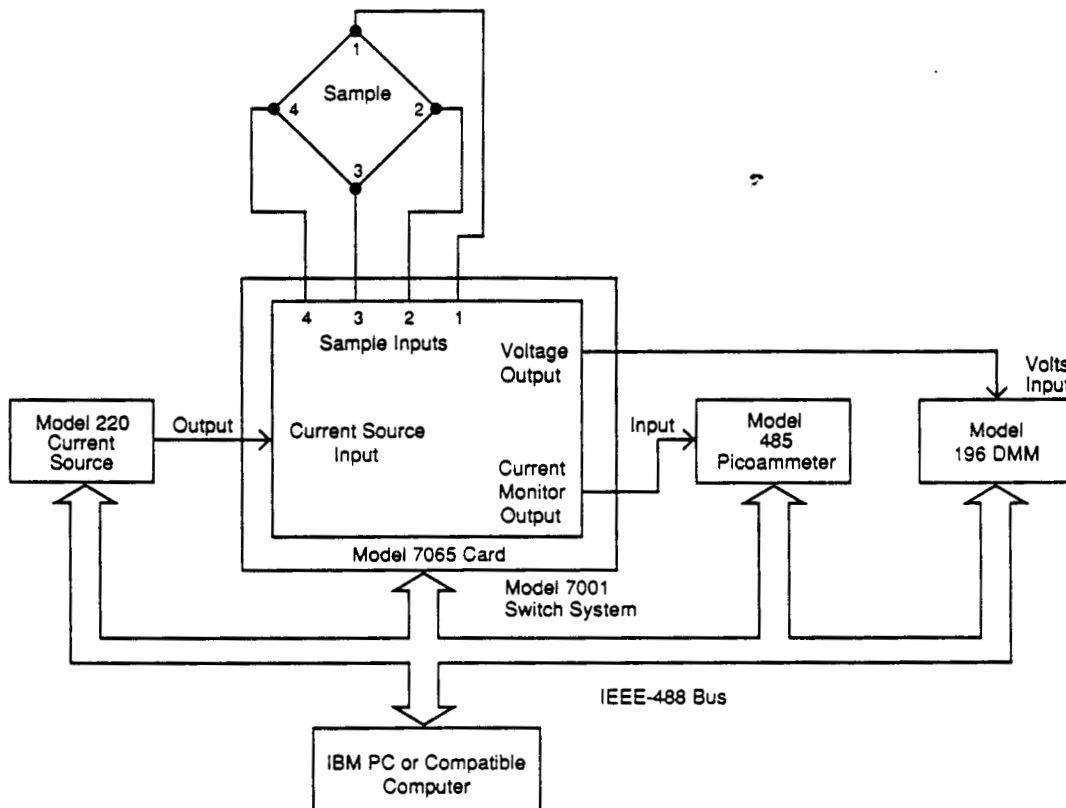 1
Sample
4
2
3
4 3 2 1
Sample Inputs
Voltage
Output
Volts
Input
Model 220
Current
Source
Output
Current Source
Input
Input
Model
485
Picoammeter
Model
196 DMM
Current
Monitor
Output
Model 7065 Card
Model 7001
Switch System
IEEE-488 Bus
IBM PC or Compatible
Computer